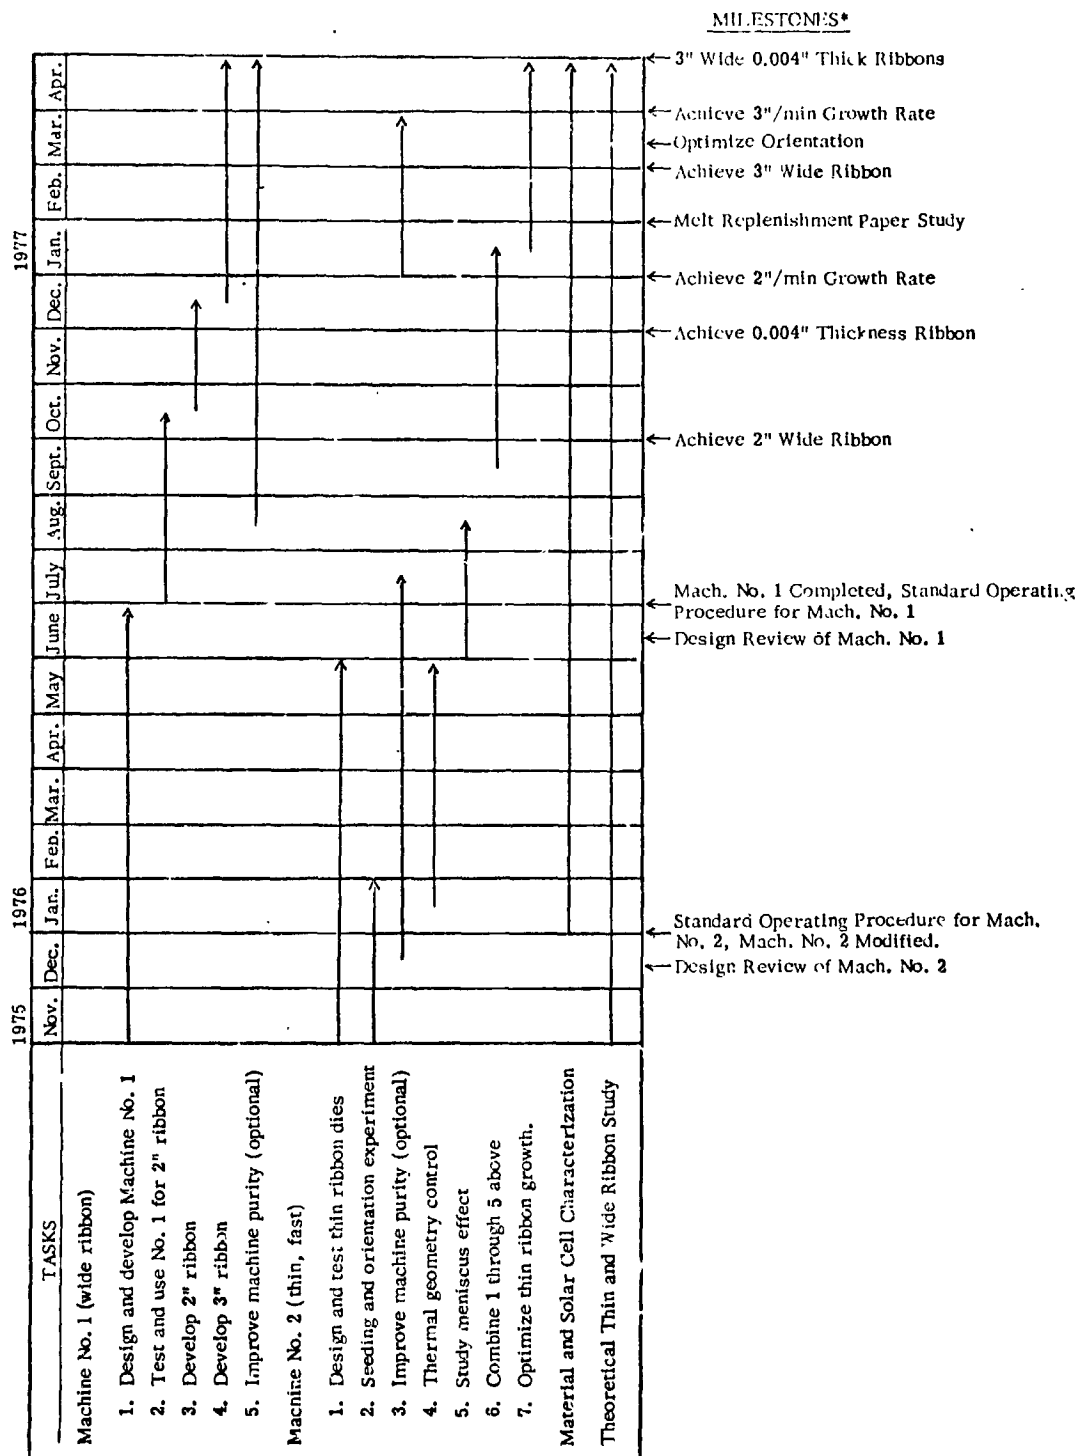 MILESTONES*
3" Wide 0.004" Thick Ribbons
Achieve 3"/min Growth Rate
Optimize Orientation
Achieve 3" Wide Ribbon
Melt Replenishment Paper Study
Achieve 2"/min Growth Rate
Achieve 0.004" Thickness Ribbon
Achieve 2" Wide Ribbon
Mach. No. 1 Completed, Standard Operating
Procedure for Mach. No. 1
Design Review of Mach. No. 1
Standard Operating Procedure for Mach.
No. 2, Mach. No. 2 Modified.
Design Review of Mach. No. 2
1975
1976
1977
TASKS
Nov.
Dec.
Jan.
Feb.
Mar.
Apr.
May
June
July
Aug.
Sept.
Oct.
Nov.
Dec.
Jan.
Feb.
Mar.
Apr.
Machine No. 1 (wide ribbon)
1. Design and develop Machine No. 1
2. Test and use No. 1 for 2" ribbon
3. Develop 2" ribbon
4. Develop 3" ribbon
5. Improve machine purity (optional)
Machine No. 2 (thin, fast)
1. Design and test thin ribbon dies
2. Seeding and orientation experiment
3. Improve machine purity (optional)
4. Thermal geometry control
5. Study meniscus effect
6. Combine 1 through 5 above
7. Optimize thin ribbon growth.
Material and Solar Cell Characterization
Theoretical Thin and Wide Ribbon Study